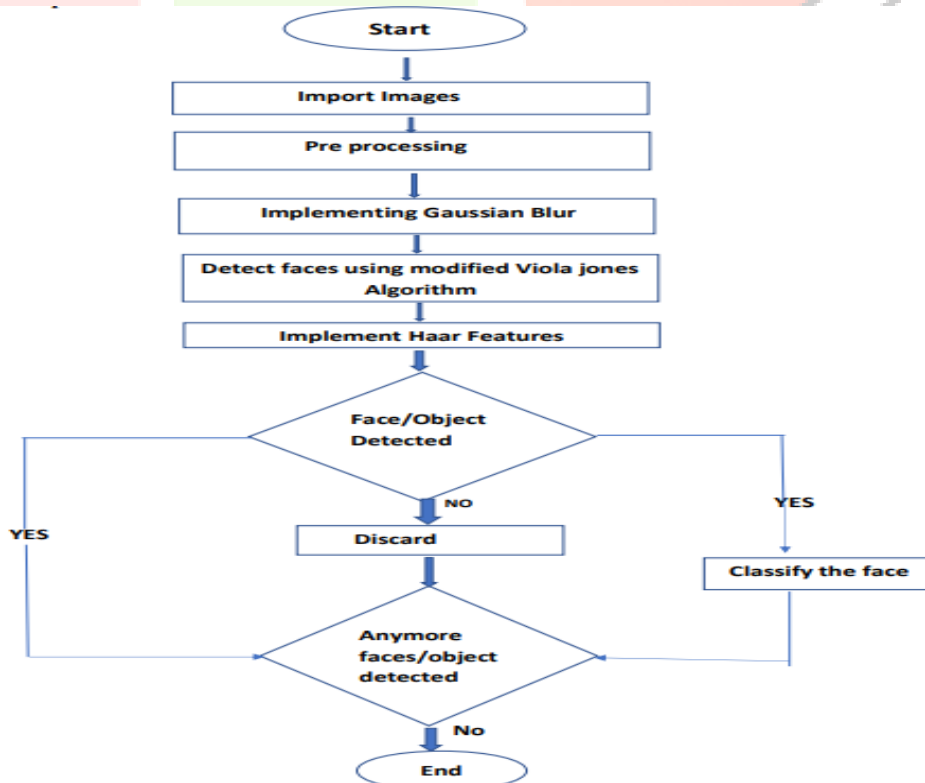 Start
Import Images
Pre processing
Implementing Gaussian Blur
Detect faces using modified Viola jones
Algorithm
Implement Haar Features
Face/Object
Detected
NO
YES
YES
Discard
Classify the face
Anymore
faces/object
detected
No
End